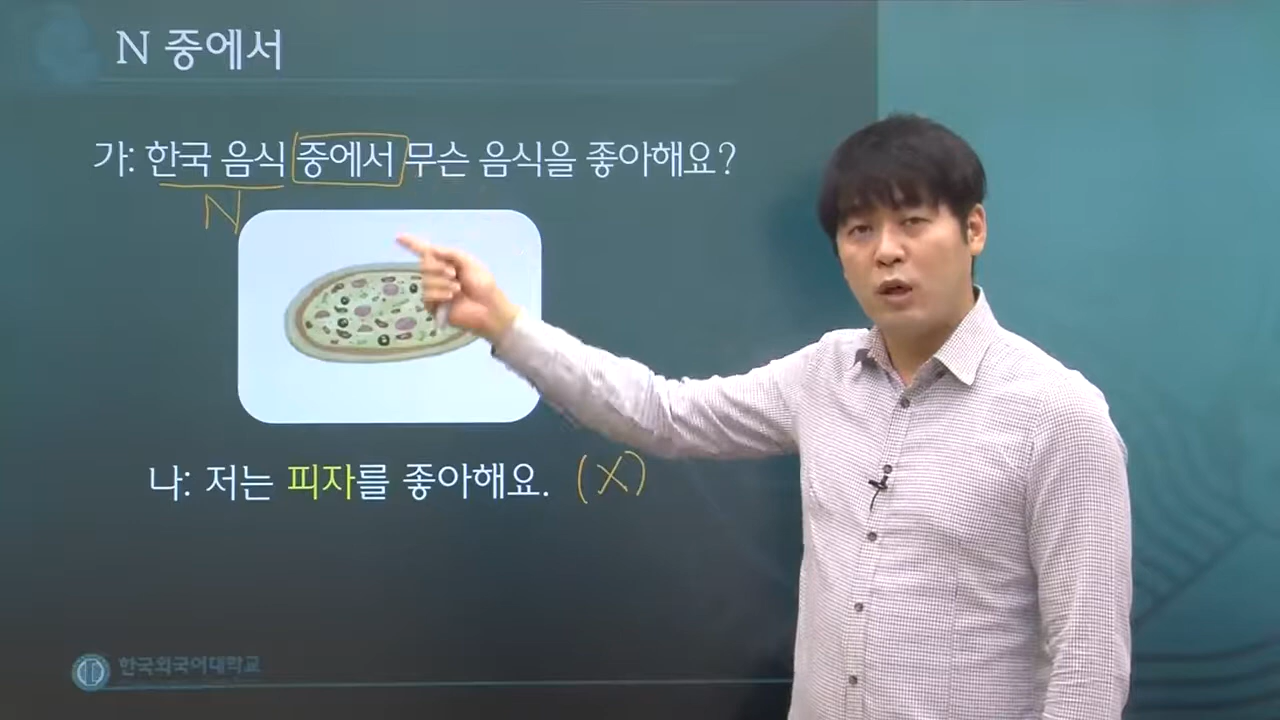 N 중에서
가: 한국 음식 중에서 무슨 음식을 좋아해요?
N
나: 저는 피자를 좋아해요. (X)
한국외국어대학교